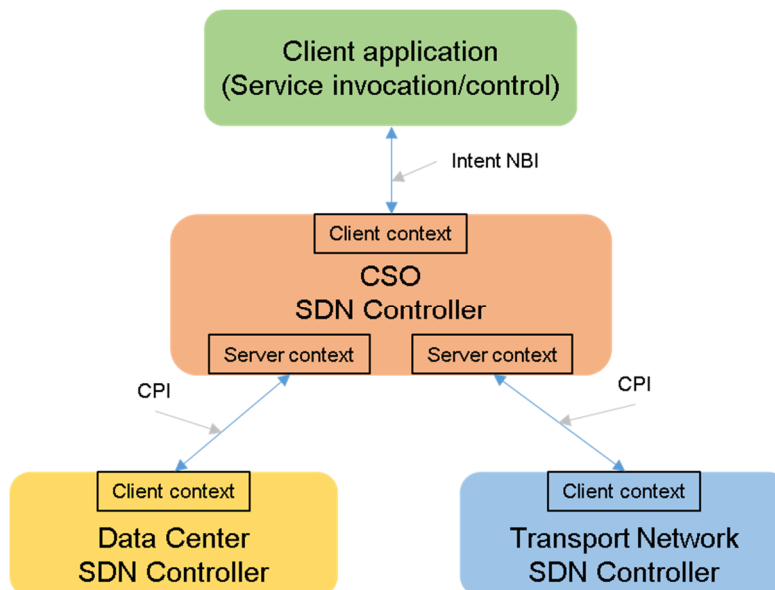 Client application
(Service invocation/control)
Intent NBI
Client context
CSO
SDN Controller
Server context
Server context
CPI
CPI
Client context
Data Center
SDN Controller
Client context
Transport Network
SDN Controller